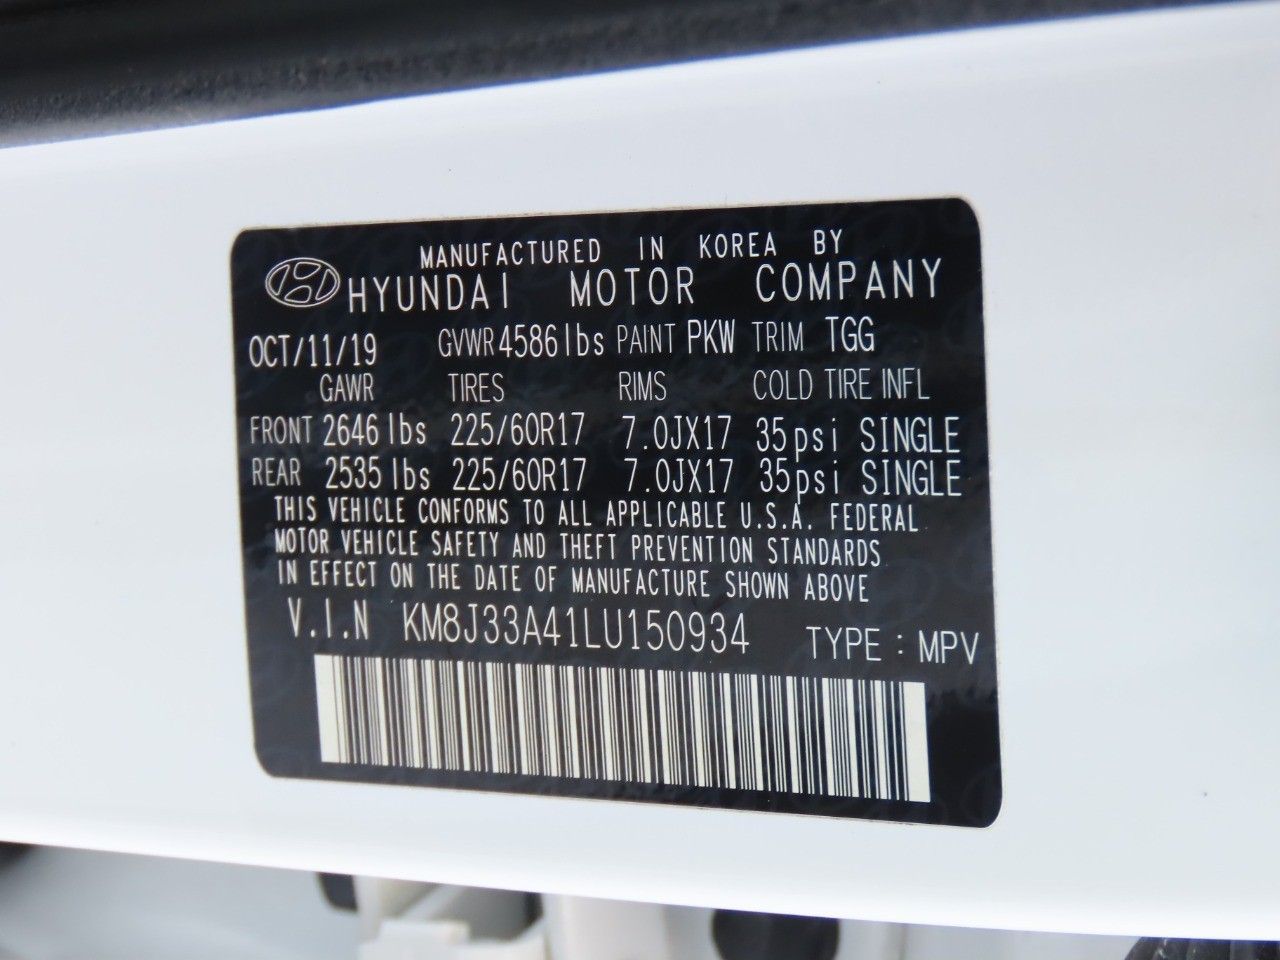 MANUFACTURED IN KOREA BY
HYUNDAI MOTOR COMPANY
OCT/11/19 GVWR 4586 lbs PAINT PKW TRIM TGG
GAWR TIRES RIMS COLD TIRE INFL
FRONT 2646 lbs 225/60R17 7.0JX17 35psi SINGLE
REAR 2535 lbs 225/60R17 7.0JX17 35psi SINGLE
THIS VEHICLE CONFORMS TO ALL APPLICABLE U.S.A. FEDERAL
MOTOR VEHICLE SAFETY AND THEFT PREVENTION STANDARDS
IN EFFECT ON THE DATE OF MANUFACTURE SHOWN ABOVE
V.I.N KM8J33A41LU150934 TYPE : MPV